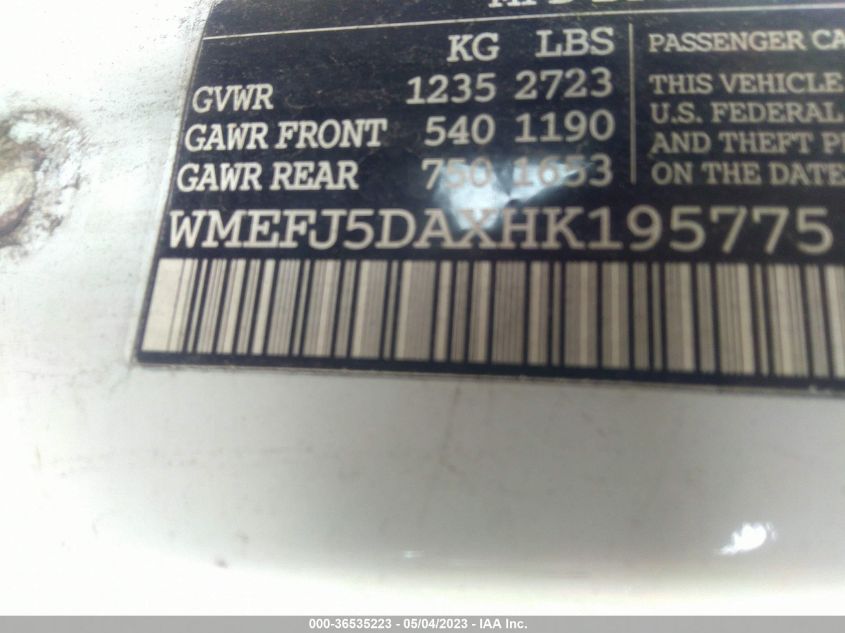 KG LBS
GVWR 1235 2723
GAWR FRONT 540 1190
GAWR REAR 750 1653
PASSENGER CA
THIS VEHICLE
U.S. FEDERAL
AND THEFT P
ON THE DATE
WMEFJ5DAXHK195775
000-36535223 - 05/04/2023 - IAA Inc.